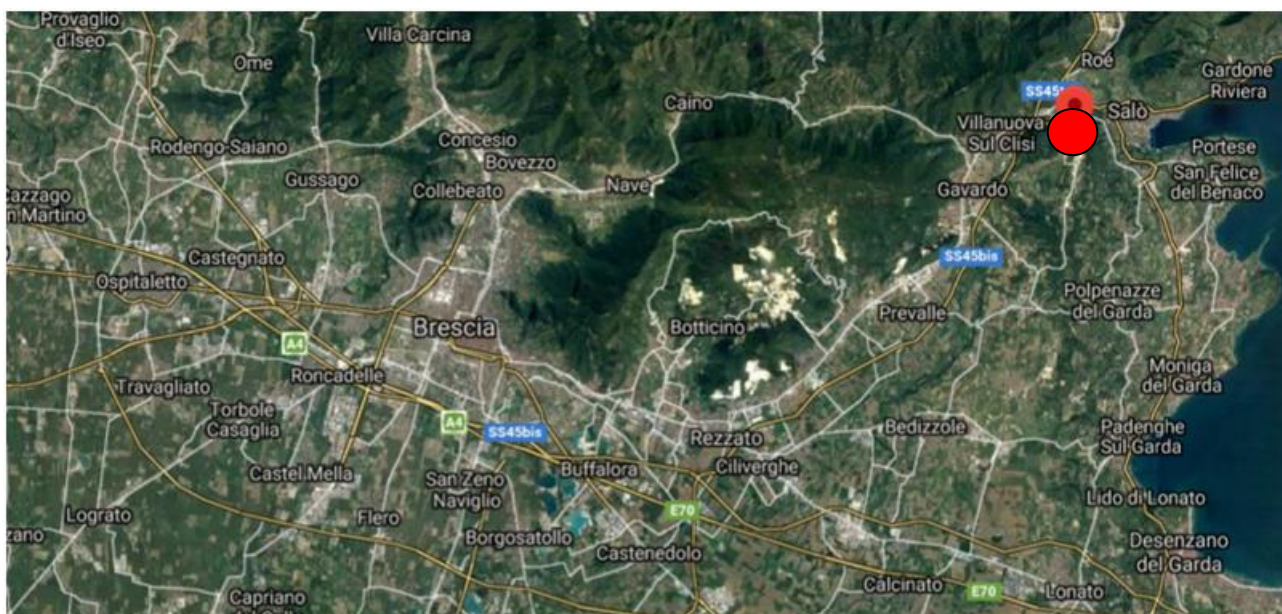 Provaglio
d'Iseo
Villa Carcina
Ome
Roé
Gardone
Riviera
SS45
Caino
Salò
Villanuova
Sul Clisi
Concesio
Rodengo-Saiano
Bovezzo
Portese
Gussago
Collebeato
Nave
Gavardo
San Felice
del Benaco
Cazzago
n Martino
Castegnato
SS45bis
Ospitaletto
Polpenazze
del Garda
Prevalle
Brescia
Botticino
A4
Moniga
del Garda
Travagliato
Roncadelle
Torbole
Casaglia
A4
SS45bis
Rezzato
Bedizzole
Padenghe
Sul Garda
Castel Mella
San Zeno
Naviglio
Buffalora
Ciliverghe
Lido di Lonato
Lograto
Flero
E70
zano
Borgosatollo
Castenedolo
Desenzano
del Garda
Calcinato
E70
Lonato
Capriano